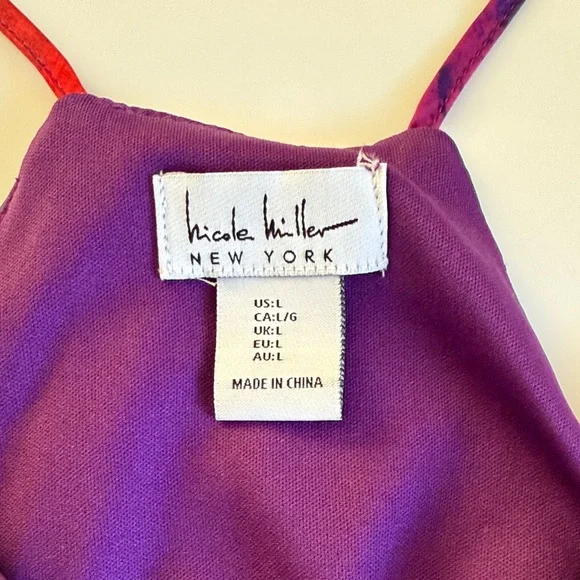 Nicole Miller
NEW YORK
US:L
CA:L/G
UK:L
EU:L
AU:L
MADE IN CHINA